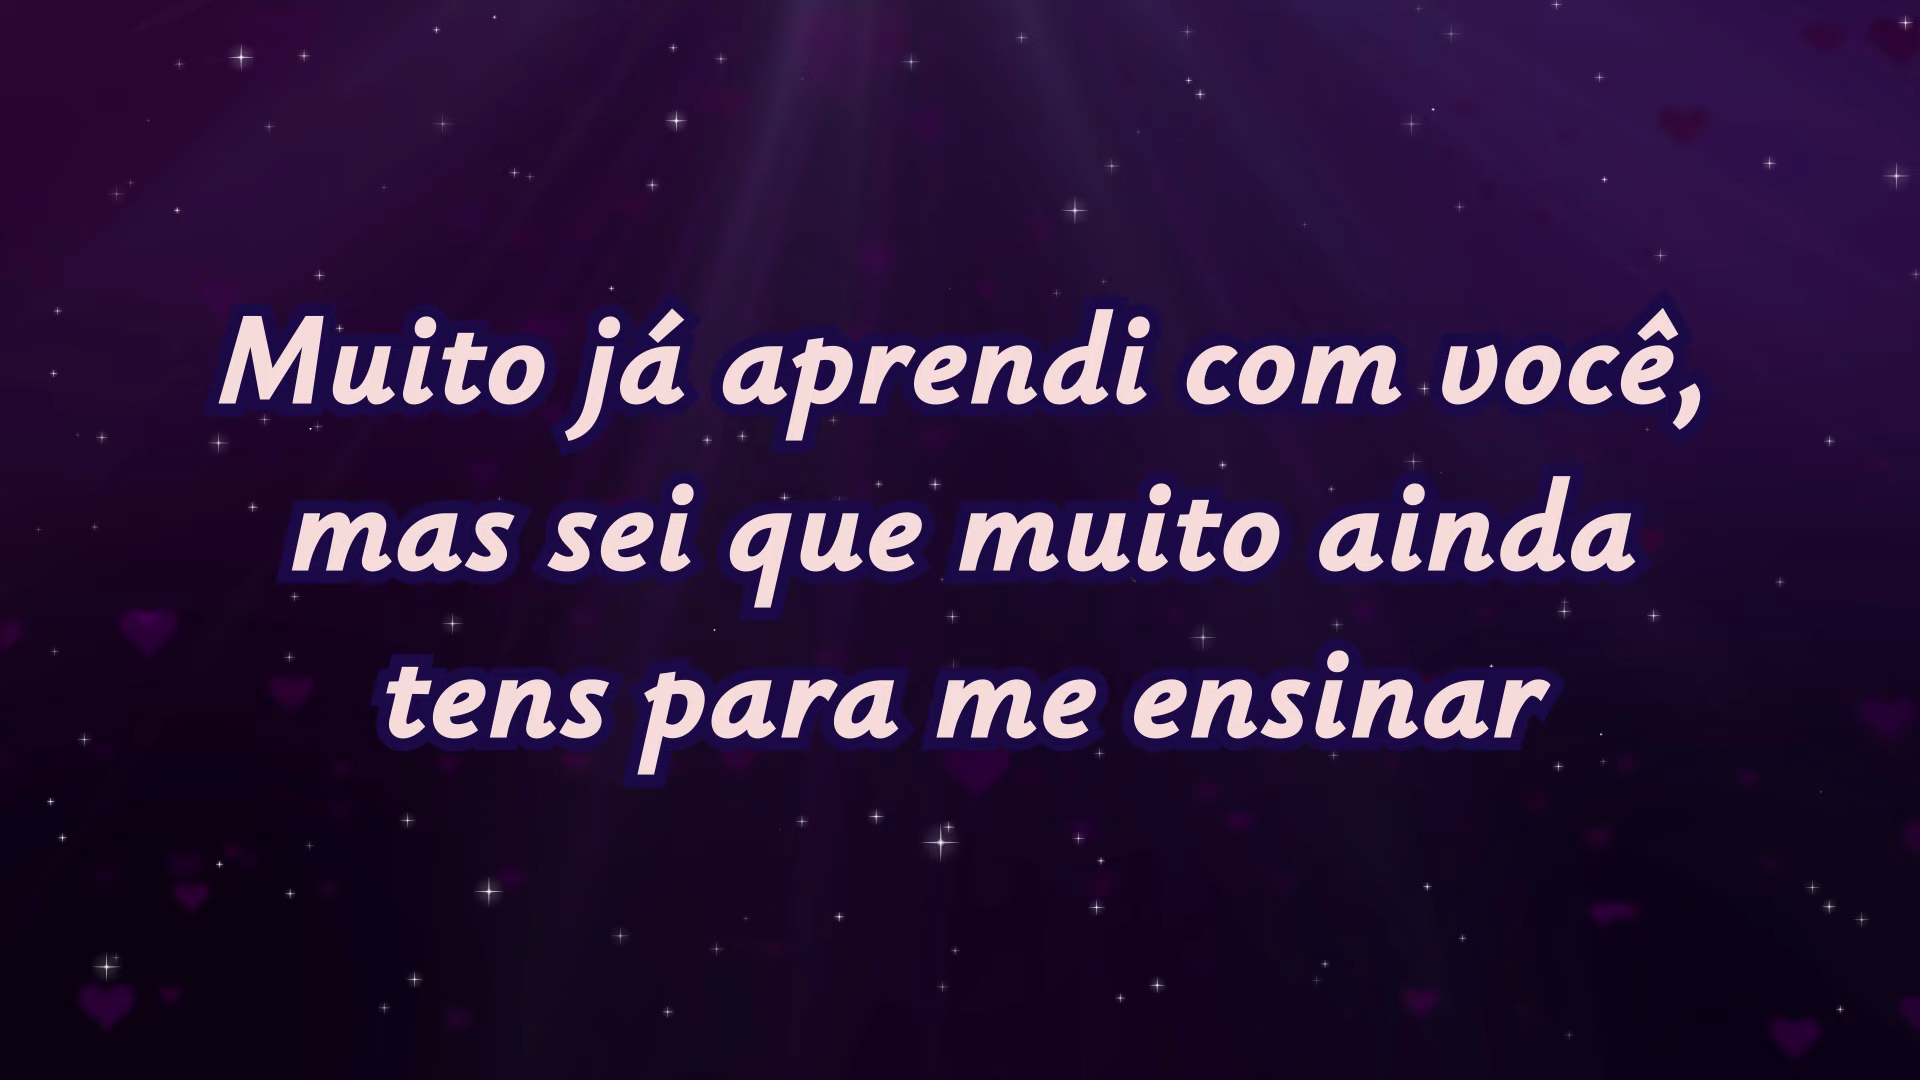 Muito já aprendi com você,
mas sei que muito ainda
tens para me ensinar